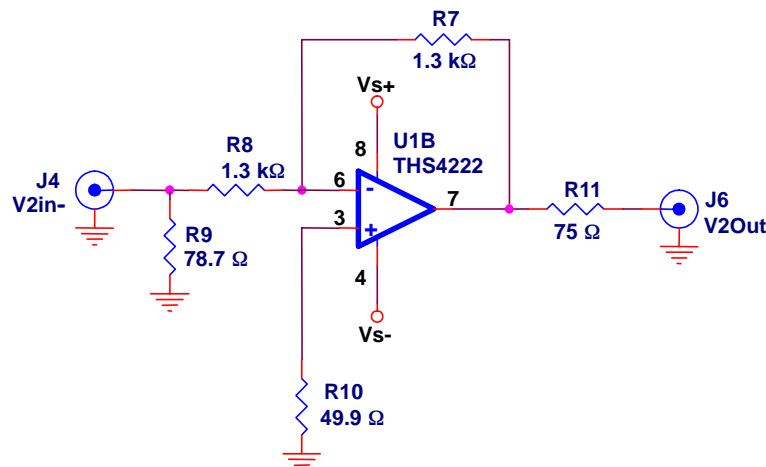 R7
1.3 kΩ
Vs+
U1B
THS4222
8
R8
1.3 kΩ
J4
V2in-
6
-
7
R11
75 Ω
J6
V2Out
3
+
R9
78.7 Ω
4
Vs-
R10
49.9 Ω